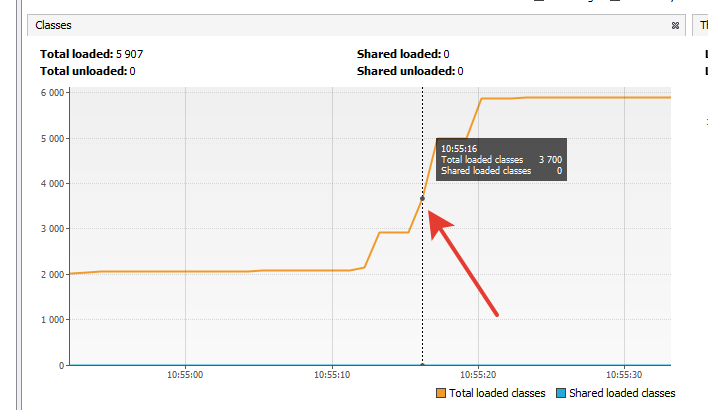 Classes
Total loaded: 5 907
Shared loaded: 0
Total unloaded: 0
Shared unloaded: 0
6 000
5 000
4 000
3 000
2 000
1 000
0
10:55:16
Total loaded classes 3 700
Shared loaded classes 0
10:55:00
10:55:10
10:55:20
10:55:30
Total loaded classes
Shared loaded classes